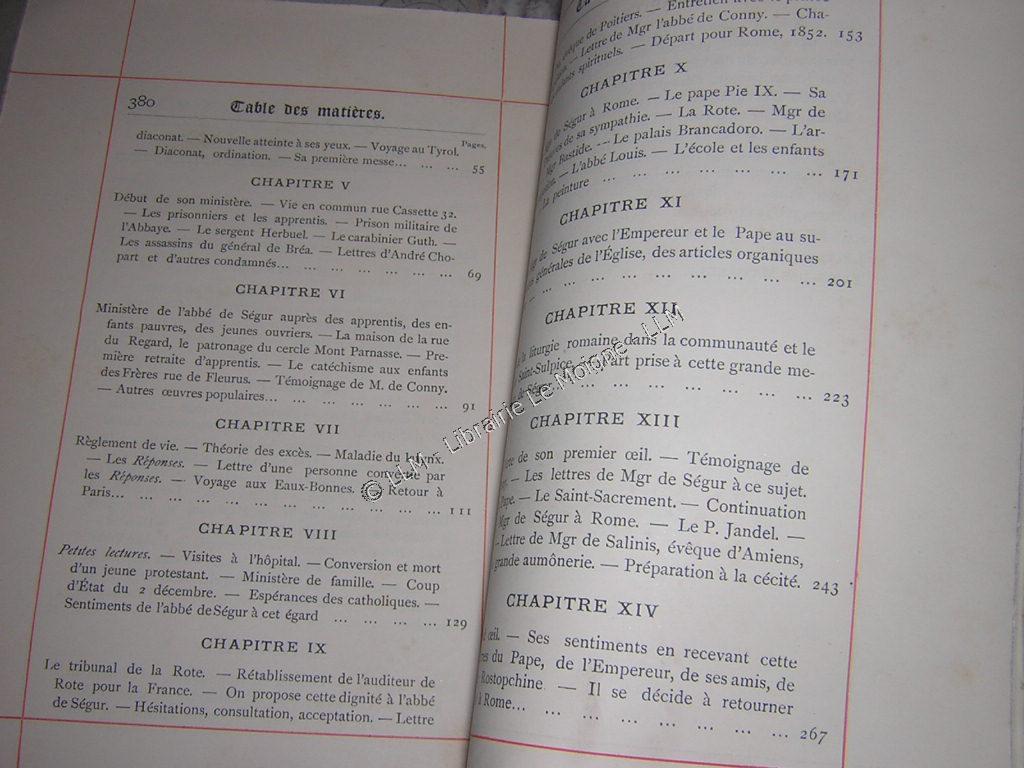 380 Table des matières.
Pages.
diaconat. — Nouvelle atteinte à ses yeux. — Voyage au Tyrol.
— Diaconat, ordination. — Sa première messe... ... ... 55
CHAPITRE V
Début de son ministère. — Vie en commun rue Cassette 32.
— Les prisonniers et les apprentis. — Prison militaire de
l'Abbaye. — Le sergent Herbuel. — Le carabinier Guth. —
Les assassins du général de Bréa. — Lettres d'André Cho-
part et d'autres condamnés... ... ... ... ... ... ... 69
CHAPITRE VI
Ministère de l'abbé de Ségur auprès des apprentis, des en-
fants pauvres, des jeunes ouvriers. — La maison de la rue
du Regard, le patronage du cercle Mont Parnasse. — Pre-
mière retraite d'apprentis. — Le catéchisme aux enfants
des Frères rue de Fleurus. — Témoignage de M. de Conny.
— Autres œuvres populaires... ... ... ... ... ... ... 91
CHAPITRE VII
Règlement de vie. — Théorie des excès. — Maladie du larynx.
— Les Réponses. — Lettre d'une personne convertie par
les Réponses. — Voyage aux Eaux-Bonnes. — Retour à
Paris... ... ... ... ... ... ... ... ... ... ... ... 111
CHAPITRE VIII
Petites lectures. — Visites à l'hôpital. — Conversion et mort
d'un jeune protestant. — Ministère de famille. — Coup
d'État du 2 décembre. — Espérances des catholiques. —
Sentiments de l'abbé de Ségur à cet égard ... ... ... ... 129
CHAPITRE IX
Le tribunal de la Rote. — Rétablissement de l'auditeur de
Rote pour la France. — On propose cette dignité à l'abbé
de Ségur. — Hésitations, consultation, acceptation. — Lettre
de Poitiers. — Entretien avec le
Lettre de Mgr l'abbé de Conny. — Cha-
spirituels. — Départ pour Rome, 1852. 153
CHAPITRE X
de Ségur à Rome. — Le pape Pie IX. — Sa
de sa sympathie. — La Rote. — Mgr de
Mgr Bastide. — Le palais Brancadoro. — L'ar-
— L'abbé Louis. — L'école et les enfants
la peinture ... ... ... ... ... ... ... ... 171
CHAPITRE XI
de Ségur avec l'Empereur et le Pape au su-
générales de l'Église, des articles organiques
... ... ... ... ... ... ... ... ... 201
CHAPITRE XII
la liturgie romaine dans la communauté et le
Saint-Sulpice. — Part prise à cette grande me-
de Ségur ... ... ... ... ... ... ... 223
CHAPITRE XIII
de son premier œil. — Témoignage de
— Les lettres de Mgr de Ségur à ce sujet.
Pape. — Le Saint-Sacrement. — Continuation
Mgr de Ségur à Rome. — Le P. Jandel. —
— Lettre de Mgr de Salinis, évêque d'Amiens,
grande aumônerie. — Préparation à la cécité. 243
CHAPITRE XIV
œil. — Ses sentiments en recevant cette
du Pape, de l'Empereur, de ses amis, de
Rostopchine — Il se décide à retourner
à Rome... ... ... ... ... ... ... ... ... 267
© LLM - Librairie Le Moigne - LLM